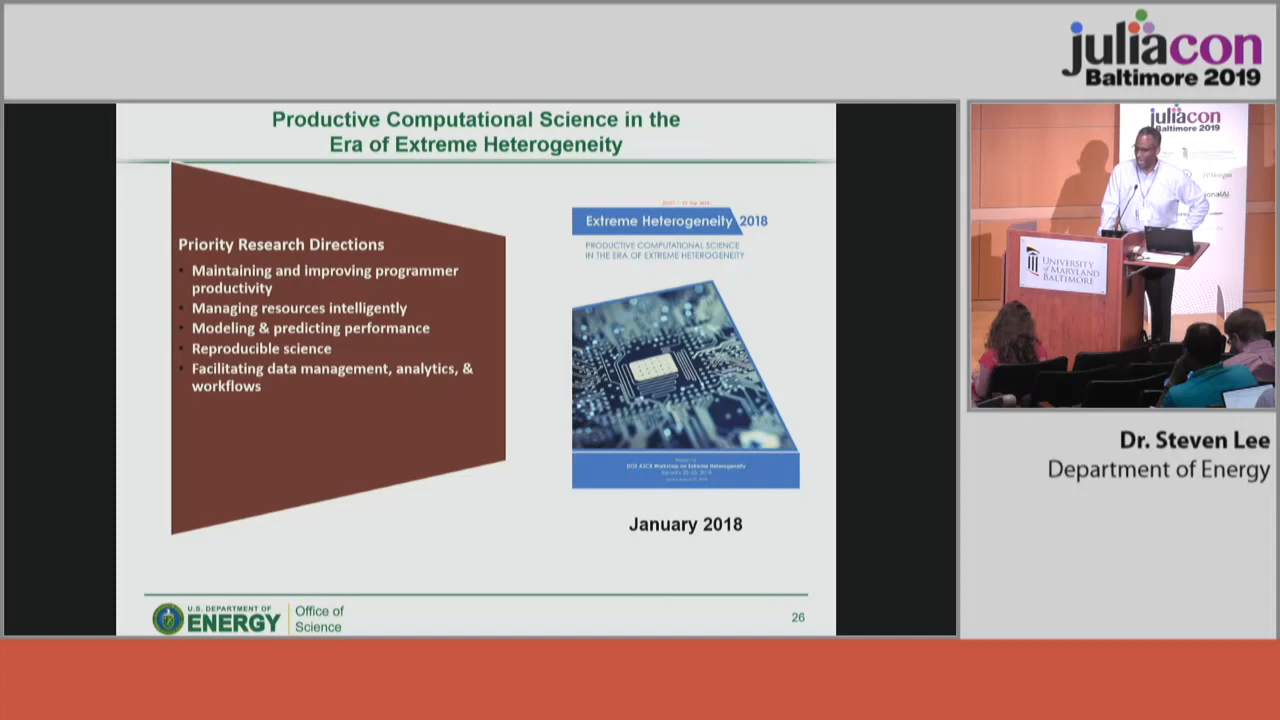 juliacon
Baltimore 2019
Productive Computational Science in the
Era of Extreme Heterogeneity
Priority Research Directions
• Maintaining and improving programmer
productivity
• Managing resources intelligently
• Modeling & predicting performance
• Reproducible science
• Facilitating data management, analytics, &
workflows
Extreme Heterogeneity 2018
PRODUCTIVE COMPUTATIONAL SCIENCE
IN THE ERA OF EXTREME HETEROGENEITY
DOE ASCR Workshop on Extreme Heterogeneity
January 2018
U.S. DEPARTMENT OF
ENERGY
Office of
Science
26
juliacon
Baltimore 2019
UNIVERSITY
of MARYLAND
BALTIMORE
Dr. Steven Lee
Department of Energy